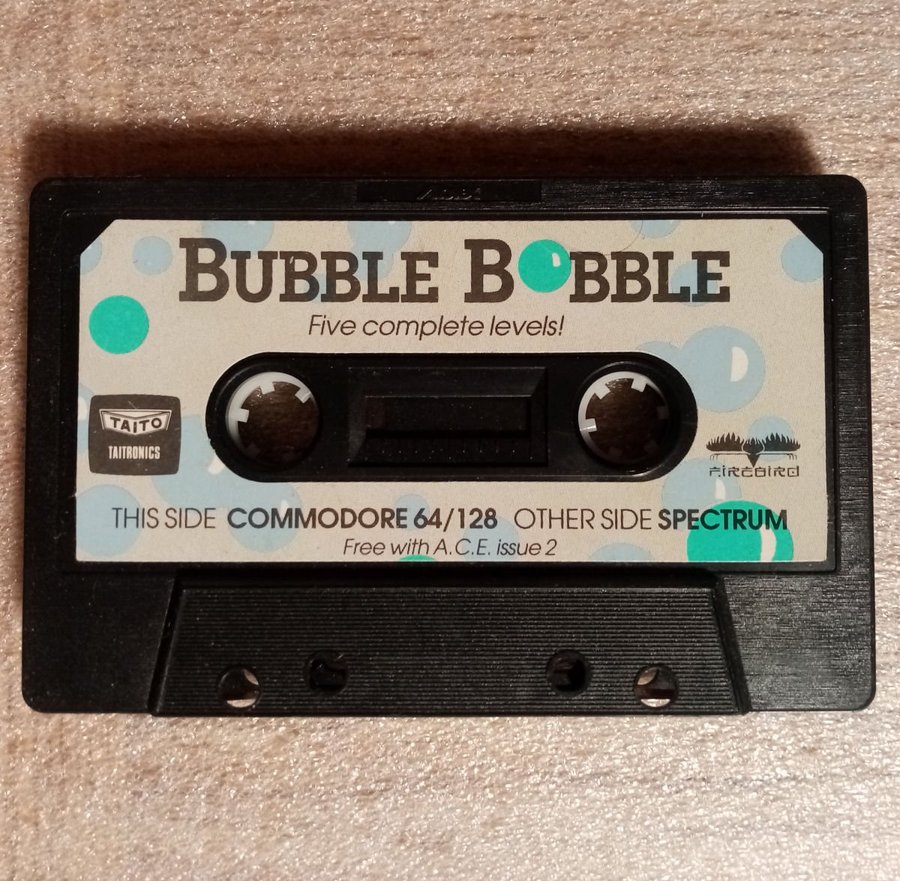 BUBBLE BOBBLE
Five complete levels!
TAITO
TAITRONICS
FIREBIRD
THIS SIDE COMMODORE 64/128 OTHER SIDE SPECTRUM
Free with A.C.E. issue 2